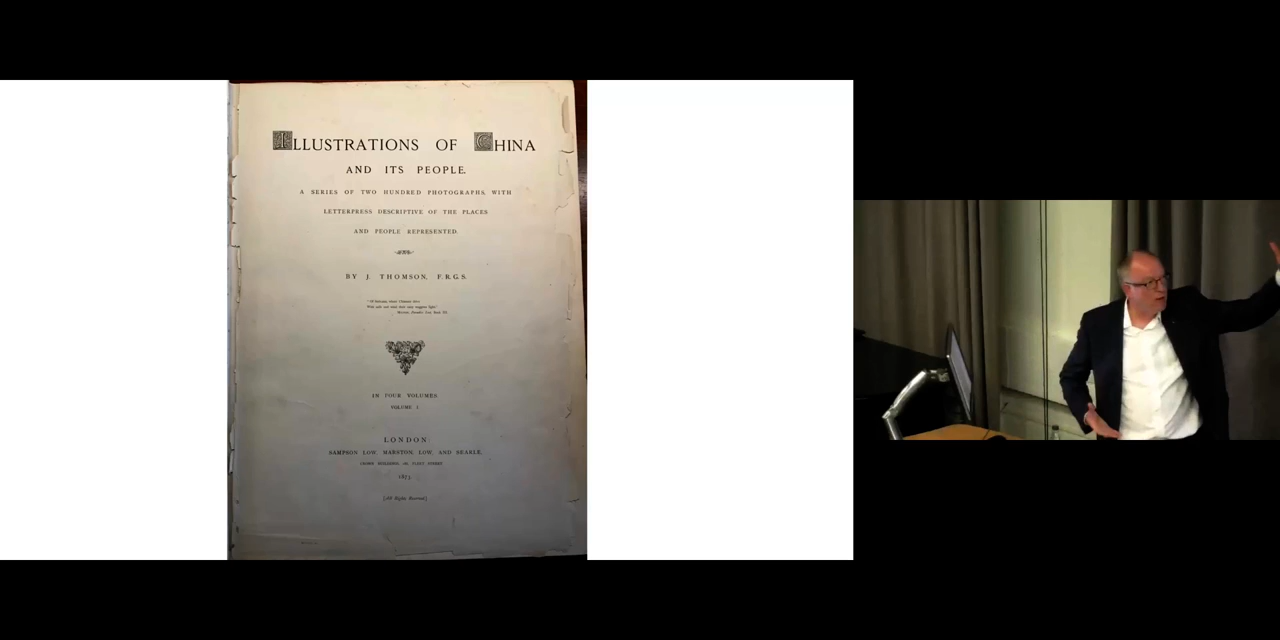 ILLUSTRATIONS OF CHINA
AND ITS PEOPLE.
A SERIES OF TWO HUNDRED PHOTOGRAPHS, WITH
LETTERPRESS DESCRIPTIVE OF THE PLACES
AND PEOPLE REPRESENTED.
BY J. THOMSON, F.R.G.S.
IN FOUR VOLUMES
VOLUME I.
LONDON:
SAMPSON LOW, MARSTON, LOW, AND SEARLE,
CROWN BUILDINGS, 188, FLEET STREET
1873.
[All Rights Reserved]